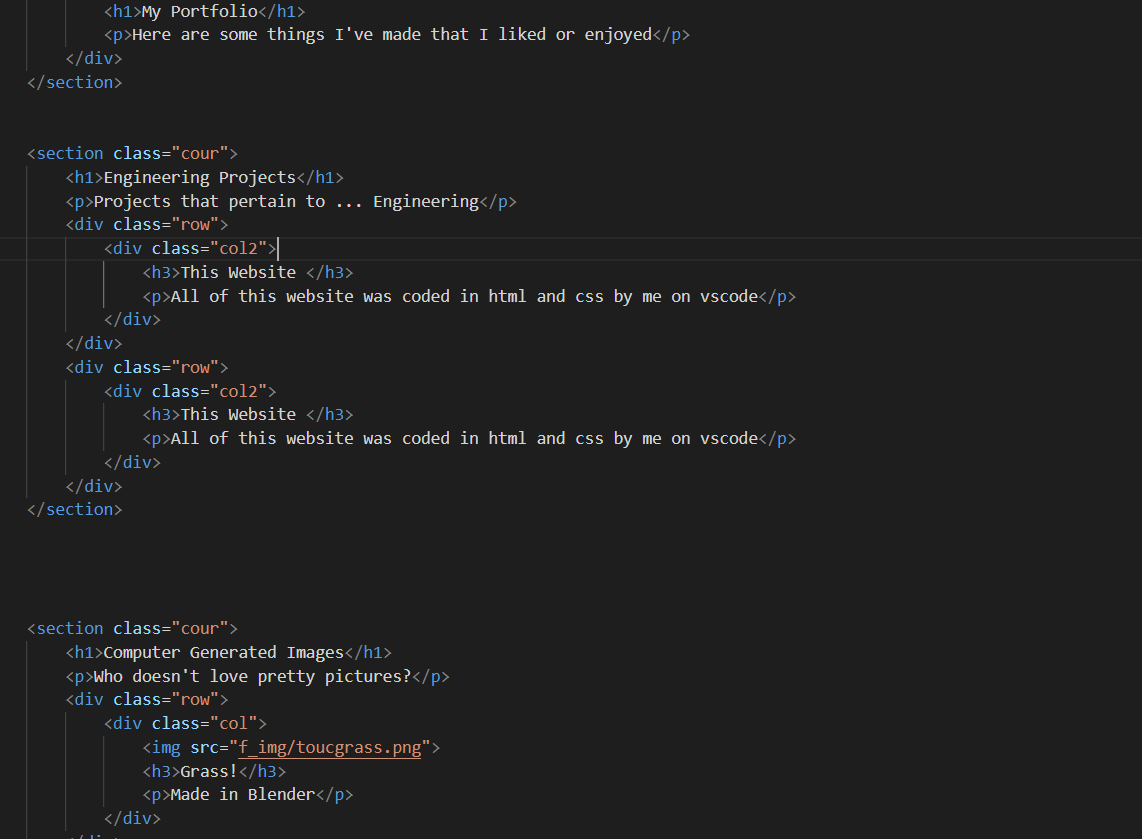 <h1>My Portfolio</h1>
<p>Here are some things I've made that I liked or enjoyed</p>
</div>
</section>
<section class="cour">
<h1>Engineering Projects</h1>
<p>Projects that pertain to ... Engineering</p>
<div class="row">
<div class="col2">
<h3>This Website </h3>
<p>All of this website was coded in html and css by me on vscode</p>
</div>
</div>
<div class="row">
<div class="col2">
<h3>This Website </h3>
<p>All of this website was coded in html and css by me on vscode</p>
</div>
</div>
</section>
<section class="cour">
<h1>Computer Generated Images</h1>
<p>Who doesn't love pretty pictures?</p>
<div class="row">
<div class="col">
<img src="f_img/toucgrass.png">
<h3>Grass!</h3>
<p>Made in Blender</p>
</div>